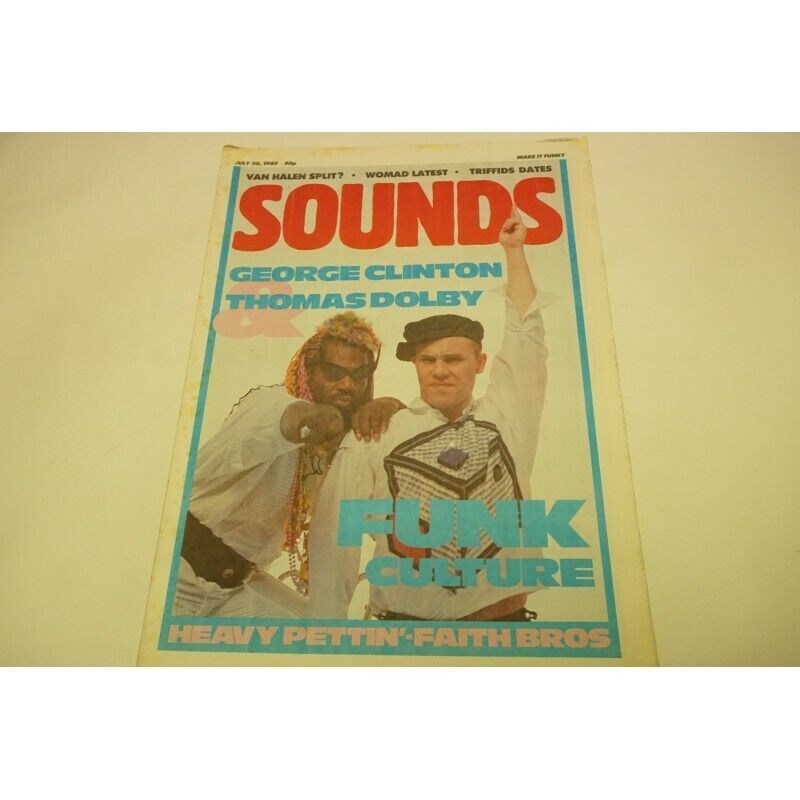 JULY 20, 1985 50p
MAKE IT FUNKY
VAN HALEN SPLIT? • WOMAD LATEST • TRIFFIDS DATES
SOUNDS
GEORGE CLINTON
&
THOMAS DOLBY
FUNK
CULTURE
HEAVY PETTIN'-FAITH BROS